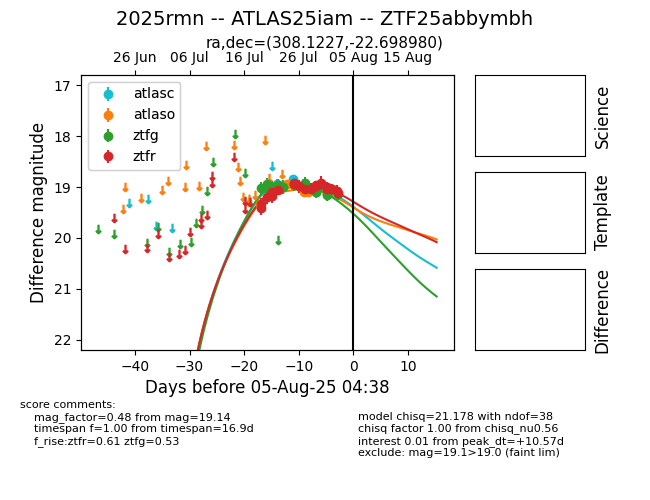 2025rmn -- ATLAS25iam -- ZTF25abbymbh
ra,dec=(308.1227,-22.698980)
26 Jun 06 Jul 16 Jul 26 Jul 05 Aug 15 Aug
atlasc
atlaso
ztfg
ztfr
17
18
19
20
21
22
Difference magnitude
−40 −30 −20 −10 0 10
Days before 05-Aug-25 04:38
Science
Template
Difference
score comments:
mag_factor=0.48 from mag=19.14
timespan f=1.00 from timespan=16.9d
f_rise:ztfr=0.61 ztfg=0.53
model chisq=21.178 with ndof=38
chisq factor 1.00 from chisq_nu0.56
interest 0.01 from peak_dt=+10.57d
exclude: mag=19.1>19.0 (faint lim)